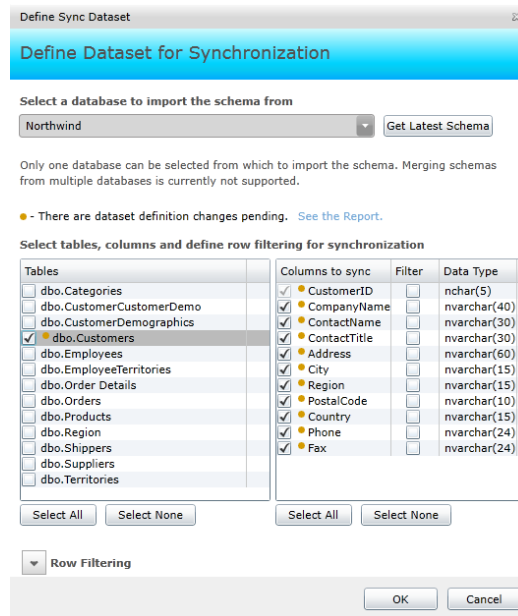 Define Sync Dataset
Define Dataset for Synchronization
Select a database to import the schema from
Northwind Get Latest Schema
Only one database can be selected from which to import the schema. Merging schemas
from multiple databases is currently not supported.
- There are dataset definition changes pending. See the Report.
Select tables, columns and define row filtering for synchronization
Tables
dbo.Categories
dbo.CustomerCustomerDemo
dbo.CustomerDemographics
dbo.Customers
dbo.Employees
dbo.EmployeeTerritories
dbo.Order Details
dbo.Orders
dbo.Products
dbo.Region
dbo.Shippers
dbo.Suppliers
dbo.Territories
Select All Select None
Columns to sync Filter Data Type
CustomerID nchar(5)
CompanyName nvarchar(40)
ContactName nvarchar(30)
ContactTitle nvarchar(30)
Address nvarchar(60)
City nvarchar(15)
Region nvarchar(15)
PostalCode nvarchar(10)
Country nvarchar(15)
Phone nvarchar(24)
Fax nvarchar(24)
Select All Select None
Row Filtering
OK Cancel